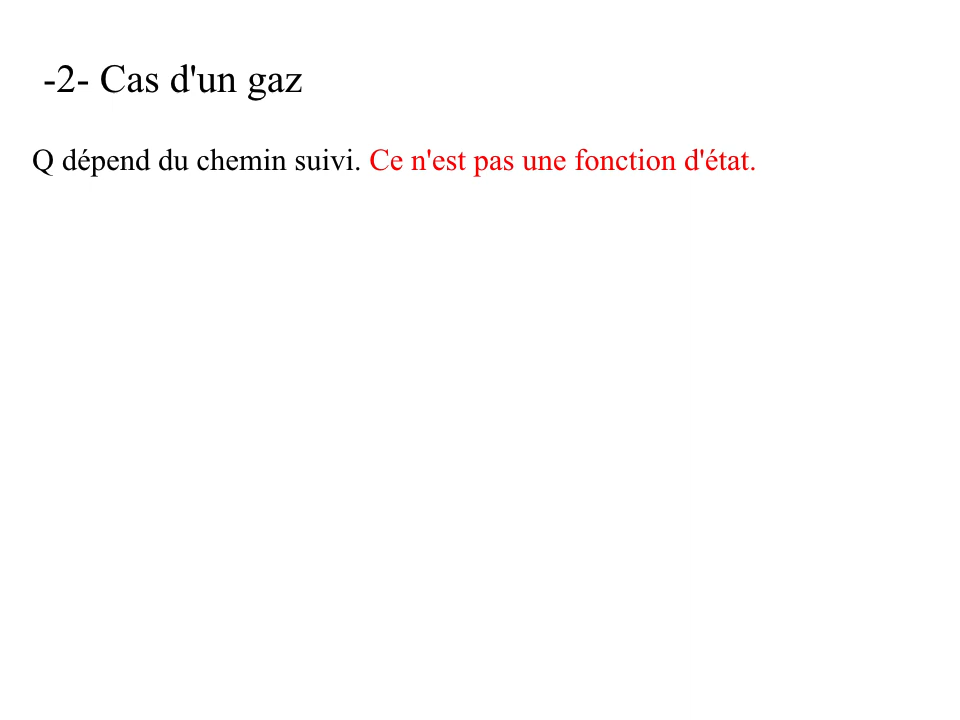 -2- Cas d'un gaz
Q dépend du chemin suivi. Ce n'est pas une fonction d'état.